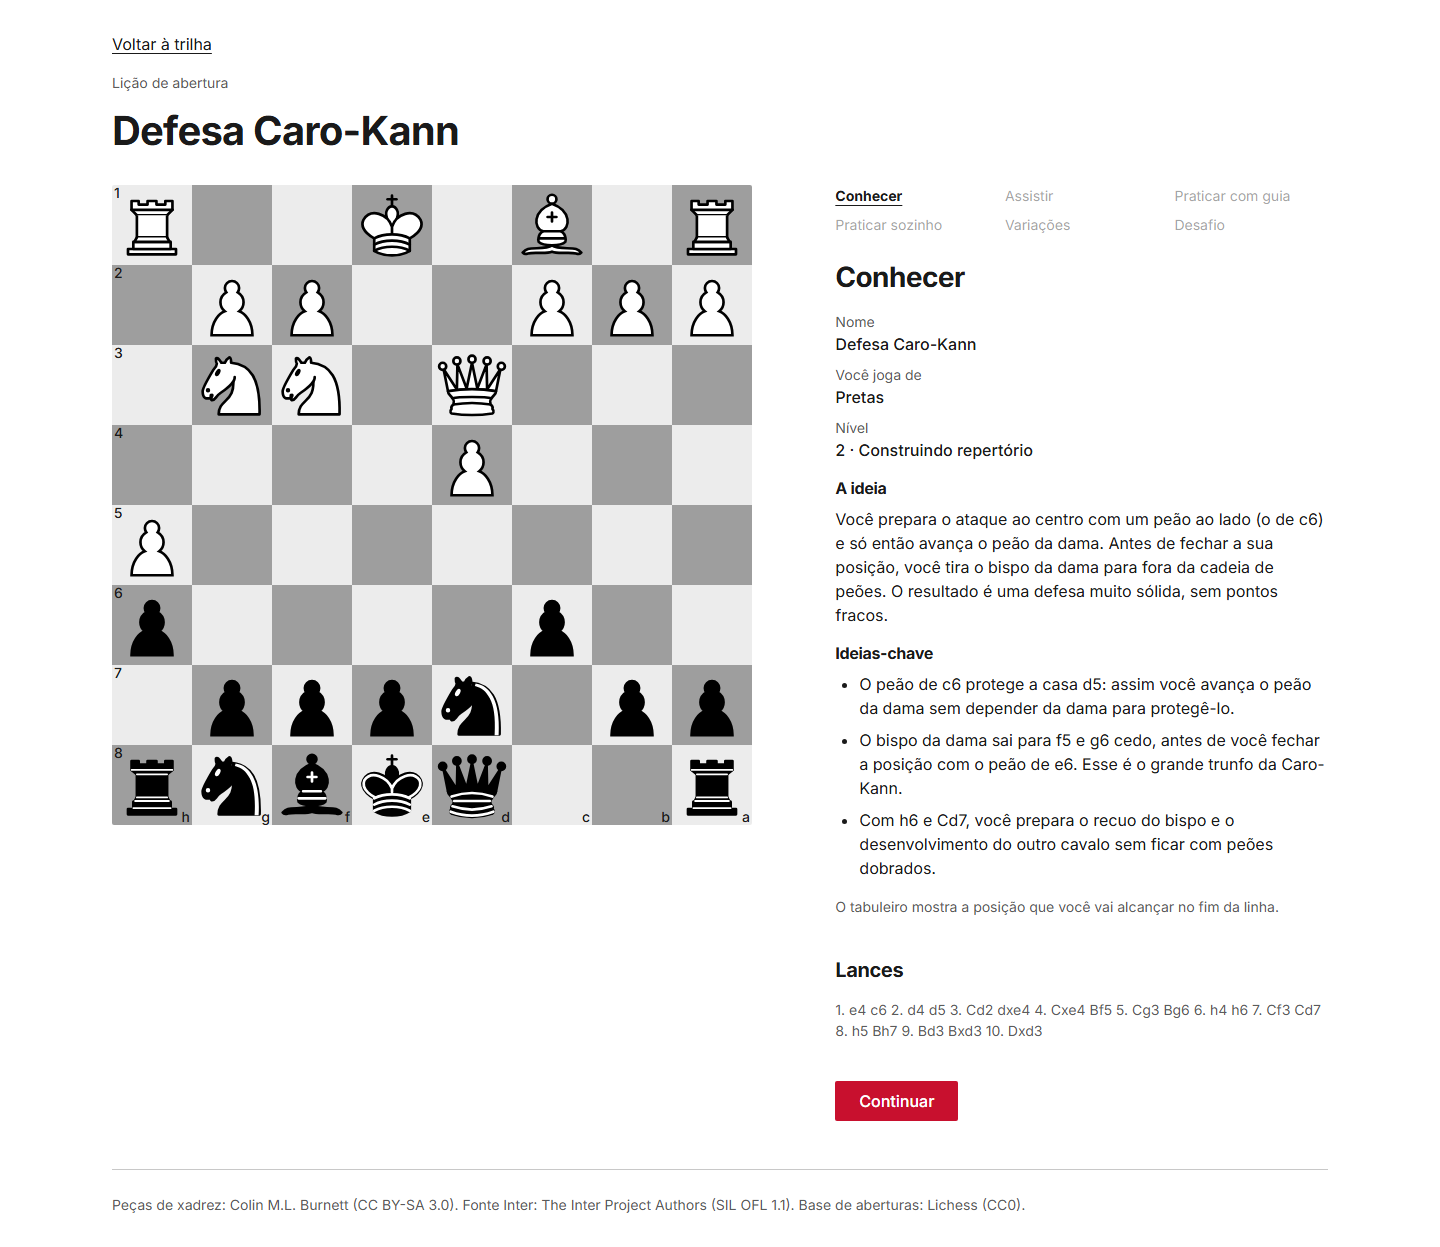 Voltar à trilha
Lição de abertura
Defesa Caro-Kann
1
2
3
4
5
6
7
8
h g f e d c b a
Conhecer Assistir Praticar com guia
Praticar sozinho Variações Desafio
Conhecer
Nome
Defesa Caro-Kann
Você joga de
Pretas
Nível
2 · Construindo repertório
A ideia
Você prepara o ataque ao centro com um peão ao lado (o de c6)
e só então avança o peão da dama. Antes de fechar a sua
posição, você tira o bispo da dama para fora da cadeia de
peões. O resultado é uma defesa muito sólida, sem pontos
fracos.
Ideias-chave
• O peão de c6 protege a casa d5: assim você avança o peão
da dama sem depender da dama para protegê-lo.
• O bispo da dama sai para f5 e g6 cedo, antes de você fechar
a posição com o peão de e6. Esse é o grande trunfo da Caro-
Kann.
• Com h6 e Cd7, você prepara o recuo do bispo e o
desenvolvimento do outro cavalo sem ficar com peões
dobrados.
O tabuleiro mostra a posição que você vai alcançar no fim da linha.
Lances
1. e4 c6 2. d4 d5 3. Cd2 dxe4 4. Cxe4 Bf5 5. Cg3 Bg6 6. h4 h6 7. Cf3 Cd7
8. h5 Bh7 9. Bd3 Bxd3 10. Dxd3
Continuar
Peças de xadrez: Colin M.L. Burnett (CC BY-SA 3.0). Fonte Inter: The Inter Project Authors (SIL OFL 1.1). Base de aberturas: Lichess (CC0).